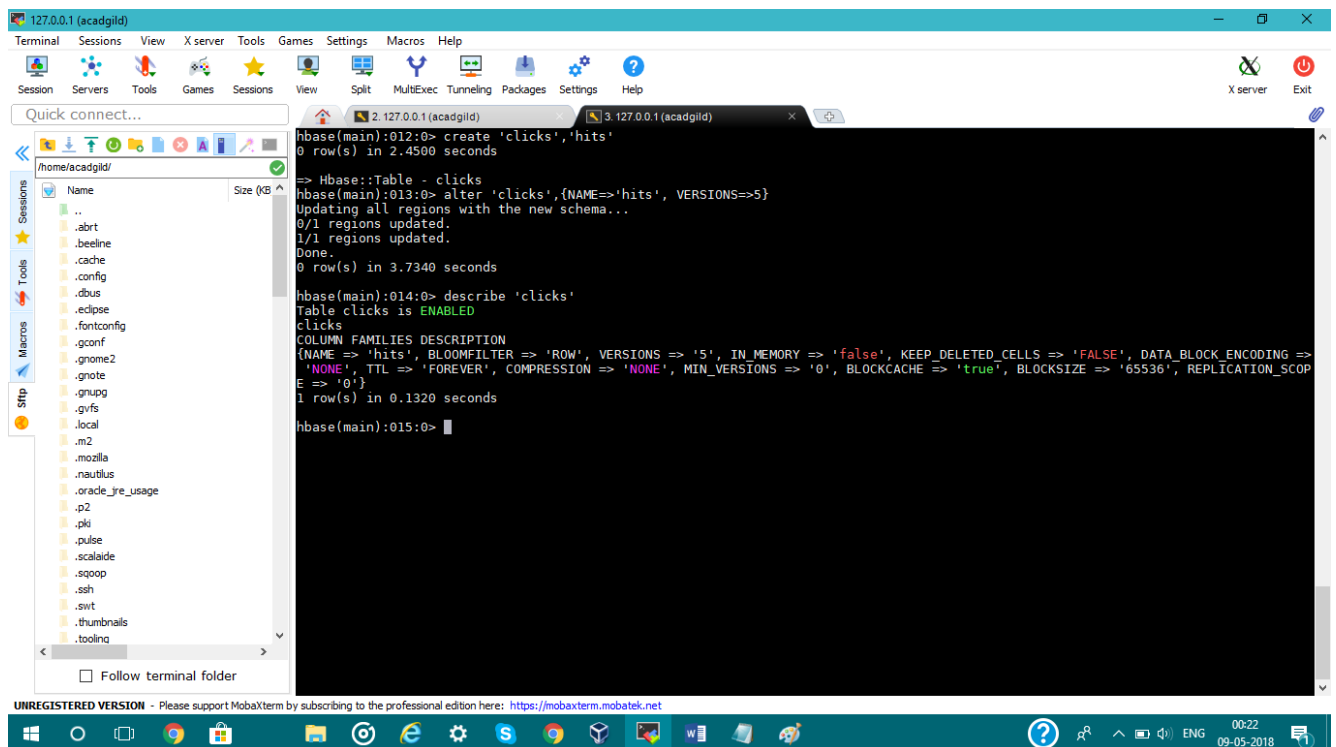 127.0.0.1 (acadgild)
Terminal Sessions View X server Tools Games Settings Macros Help
Session Servers Tools Games Sessions View Split MultiExec Tunneling Packages Settings Help X server Exit
Quick connect...
2. 127.0.0.1 (acadgild)
3. 127.0.0.1 (acadgild)
/home/acadgild/
Name Size (KB
..
.abrt
.beeline
.cache
.config
.dbus
.eclipse
.fontconfig
.gconf
.gnome2
.gnote
.gnupg
.gvfs
.local
.m2
.mozilla
.nautilus
.oracle_jre_usage
.p2
.pki
.pulse
.scalaide
.sqoop
.ssh
.swt
.thumbnails
.tooling
Follow terminal folder
Sessions
Tools
Macros
Sftp
hbase(main):012:0> create 'clicks','hits'
0 row(s) in 2.4500 seconds
=> Hbase::Table - clicks
hbase(main):013:0> alter 'clicks',{NAME=>'hits', VERSIONS=>5}
Updating all regions with the new schema...
0/1 regions updated.
1/1 regions updated.
Done.
0 row(s) in 3.7340 seconds
hbase(main):014:0> describe 'clicks'
Table clicks is ENABLED
clicks
COLUMN FAMILIES DESCRIPTION
{NAME => 'hits', BLOOMFILTER => 'ROW', VERSIONS => '5', IN_MEMORY => 'false', KEEP_DELETED_CELLS => 'FALSE', DATA_BLOCK_ENCODING =>
'NONE', TTL => 'FOREVER', COMPRESSION => 'NONE', MIN_VERSIONS => '0', BLOCKCACHE => 'true', BLOCKSIZE => '65536', REPLICATION_SCOP
E => '0'}
1 row(s) in 0.1320 seconds
hbase(main):015:0>
UNREGISTERED VERSION - Please support MobaXterm by subscribing to the professional edition here: https://mobaxterm.mobatek.net
ENG
00:22
09-05-2018